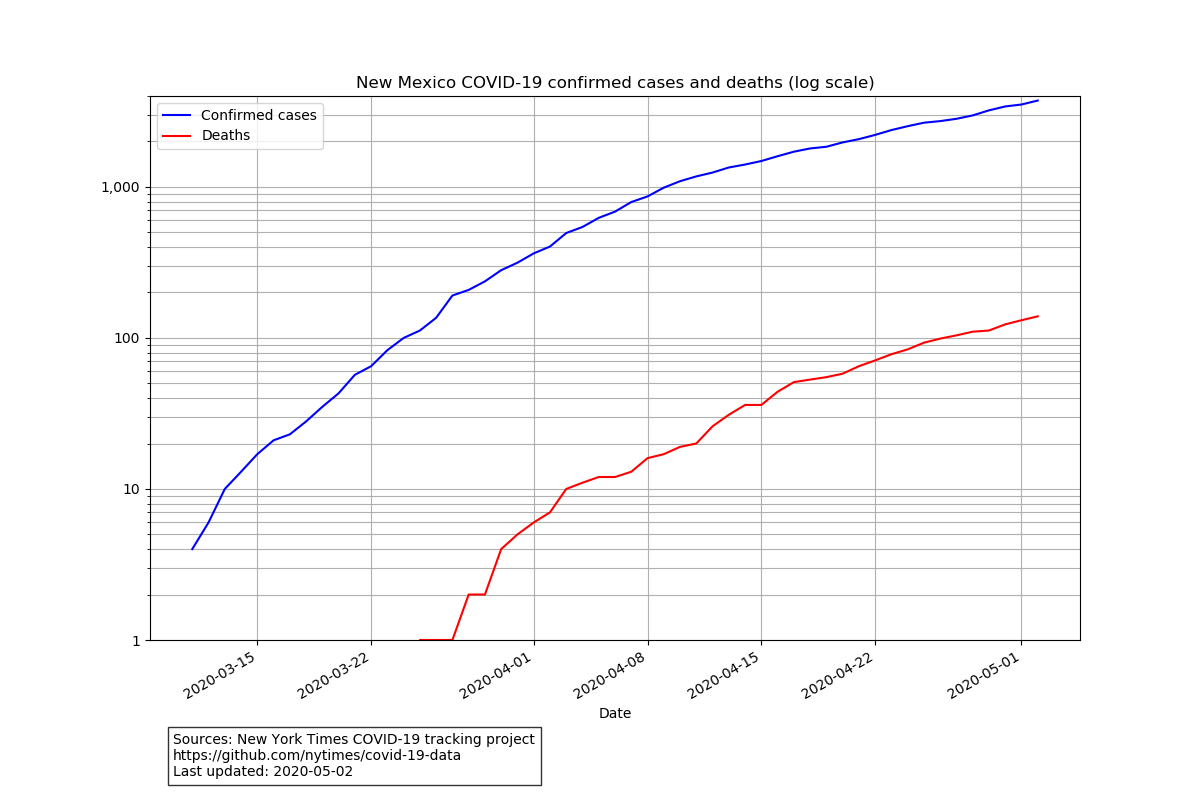 New Mexico COVID-19 confirmed cases and deaths (log scale)
Confirmed cases
Deaths
1,000
100
10
1
2020-03-15
2020-03-22
2020-04-01
2020-04-08
2020-04-15
2020-04-22
2020-05-01
Date
Sources: New York Times COVID-19 tracking project
https://github.com/nytimes/covid-19-data
Last updated: 2020-05-02